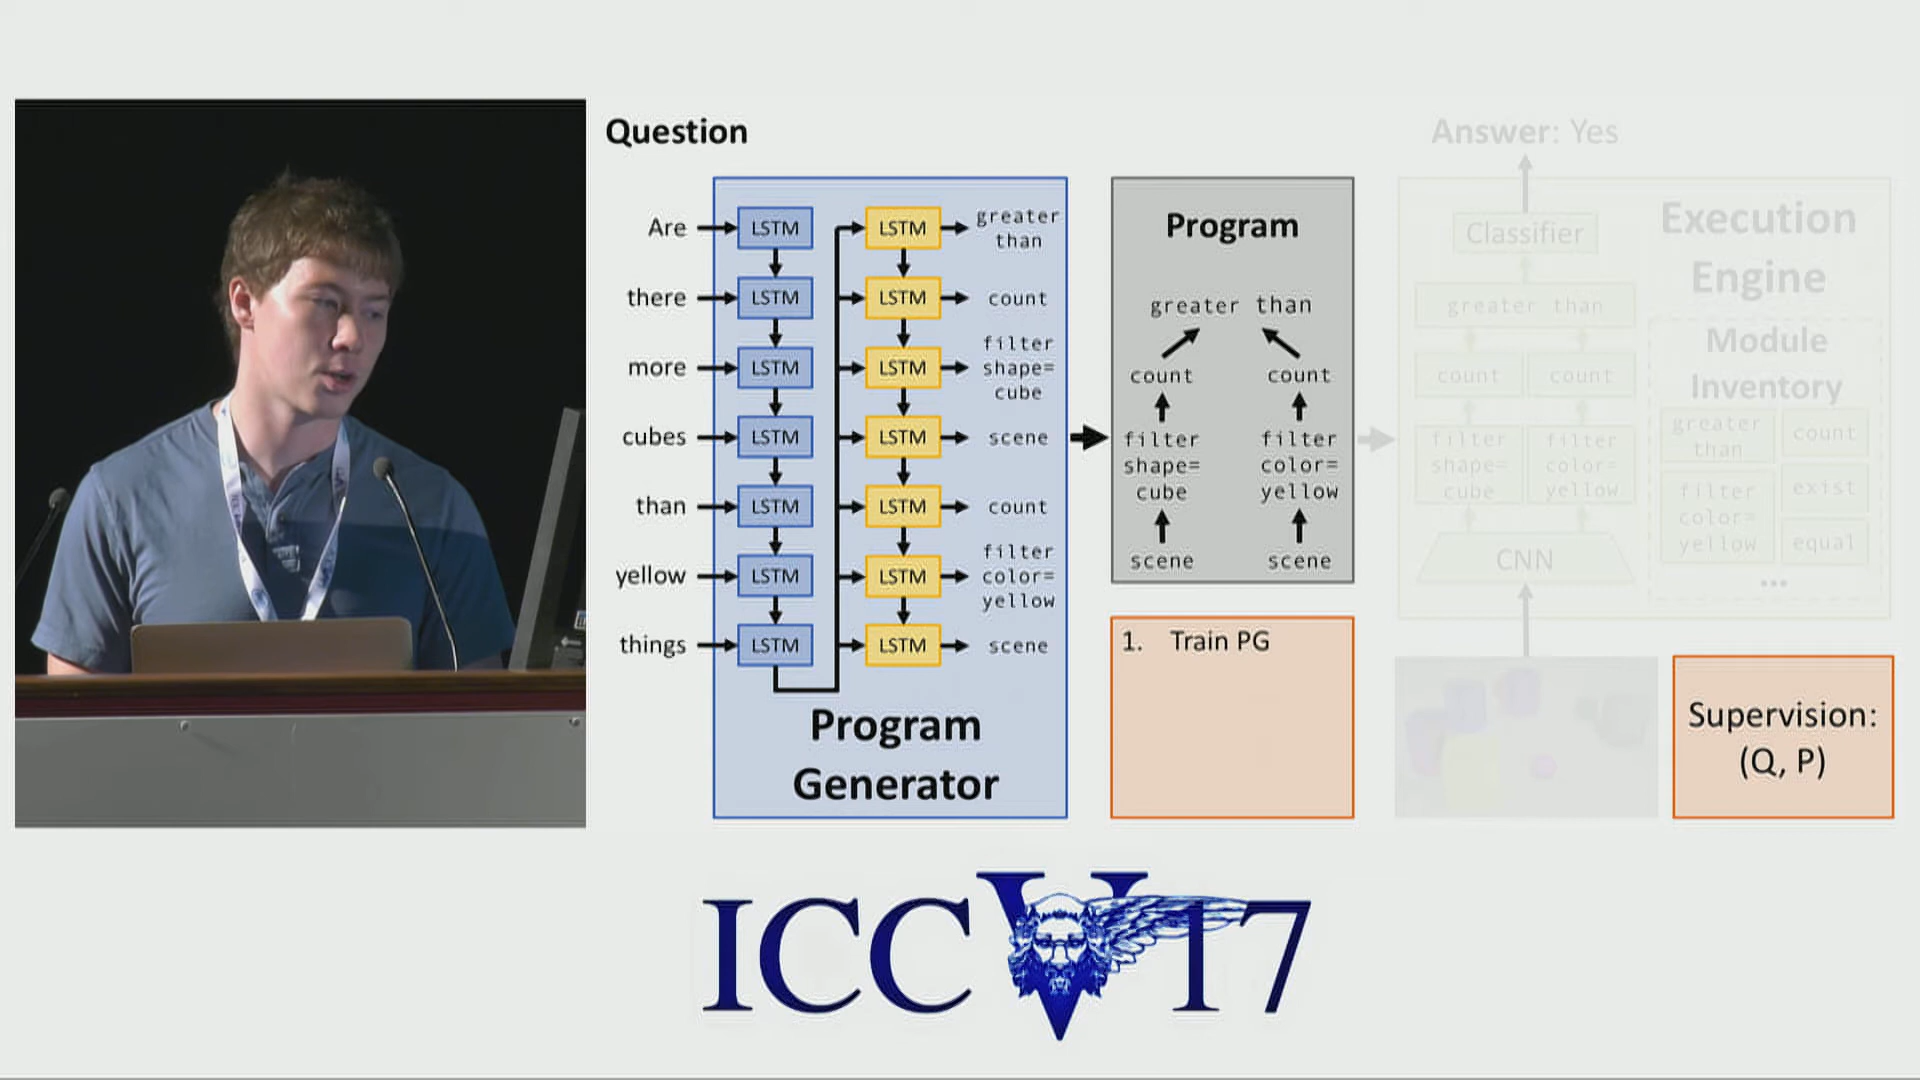 Question
Are
there
more
cubes
than
yellow
things
LSTM
LSTM
LSTM
LSTM
LSTM
LSTM
LSTM
LSTM
LSTM
LSTM
LSTM
LSTM
LSTM
LSTM
greater
than
count
filter
shape=
cube
scene
count
filter
color=
yellow
scene
Program
Generator
Program
greater than
count
count
filter
shape=
cube
filter
color=
yellow
scene
scene
1. Train PG
Answer: Yes
Classifier
greater than
count
count
filter
shape=
cube
filter
color=
yellow
CNN
Execution
Engine
Module
Inventory
greater
than
count
filter
color=
yellow
exist
equal
...
Supervision:
(Q, P)
ICCV17